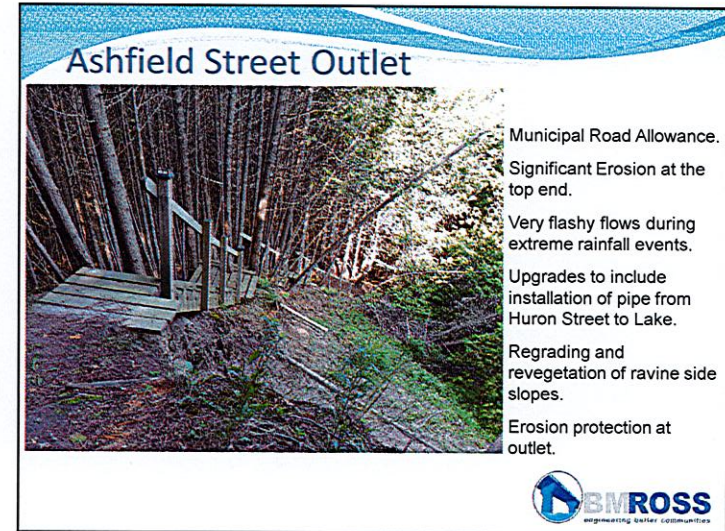 Ashfield Street Outlet
Municipal Road Allowance.
Significant Erosion at the
top end.
Very flashy flows during
extreme rainfall events.
Upgrades to include
installation of pipe from
Huron Street to Lake.
Regrading and
revegetation of ravine side
slopes.
Erosion protection at
outlet.
BMROSS
engineering better communities